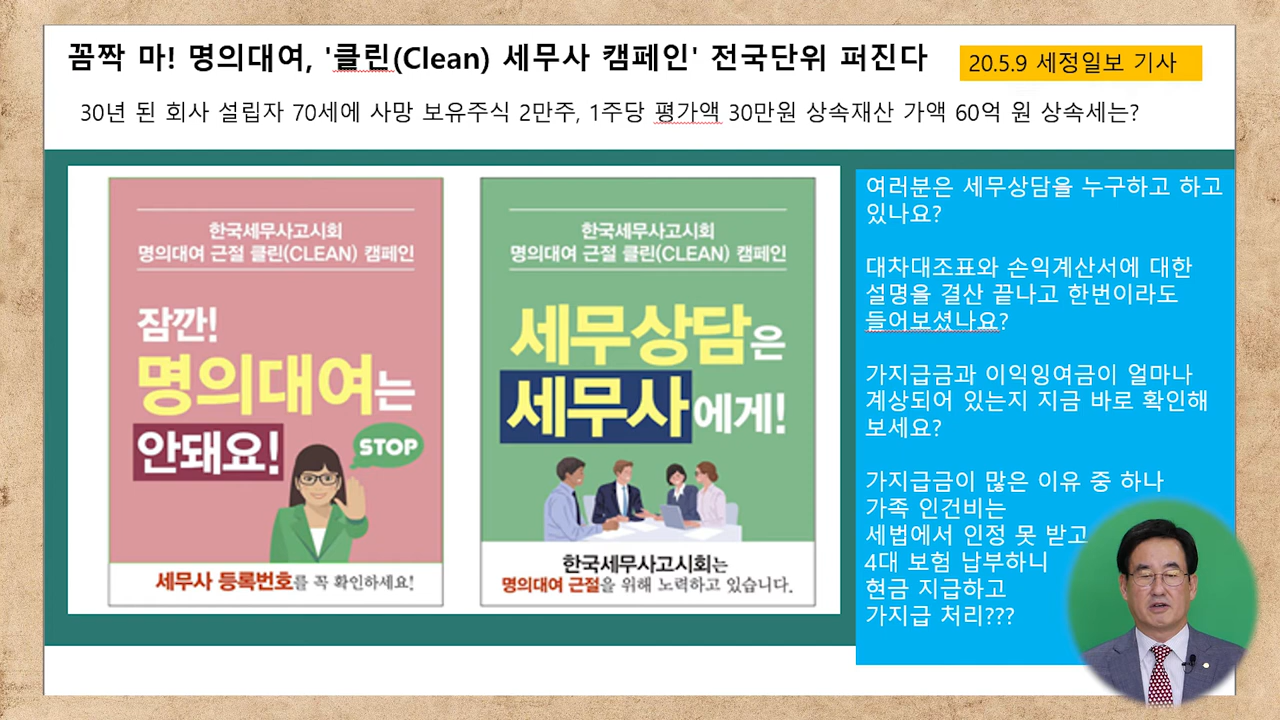 꼼짝 마! 명의대여, '클린(Clean) 세무사 캠페인' 전국단위 퍼진다
20.5.9 세정일보 기사
30년 된 회사 설립자 70세에 사망 보유주식 2만주, 1주당 평가액 30만원 상속재산 가액 60억 원 상속세는?
한국세무사고시회
명의대여 근절 클린(CLEAN) 캠페인
잠깐!
명의대여는
안돼요!
STOP
세무사 등록번호를 꼭 확인하세요!
한국세무사고시회
명의대여 근절 클린(CLEAN) 캠페인
세무상담은
세무사에게!
한국세무사고시회는
명의대여 근절을 위해 노력하고 있습니다.
여러분은 세무상담을 누구하고 하고
있나요?
대차대조표와 손익계산서에 대한
설명을 결산 끝나고 한번이라도
들어보셨나요?
가지급금과 이익잉여금이 얼마나
계상되어 있는지 지금 바로 확인해
보세요?
가지급금이 많은 이유 중 하나
가족 인건비는
세법에서 인정 못 받고
4대 보험 납부하니
현금 지급하고
가지급 처리???